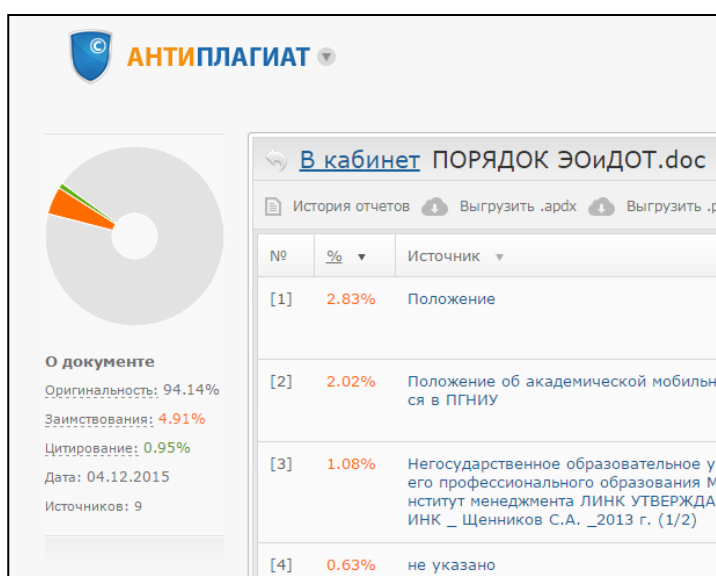 АНТИПЛАГИАТ
В кабинет ПОРЯДОК ЭОиДОТ.doc
История отчетов Выгрузить .apdx Выгрузить .p
№ % Источник
[1] 2.83% Положение
[2] 2.02% Положение об академической мобильн
ся в ПГНИУ
[3] 1.08% Негосударственное образовательное у
его профессионального образования М
нститут менеджмента ЛИНК УТВЕРЖДА
ИНК _ Щенников С.А. _2013 г. (1/2)
[4] 0.63% не указано
О документе
Оригинальность: 94.14%
Заимствования: 4.91%
Цитирование: 0.95%
Дата: 04.12.2015
Источников: 9